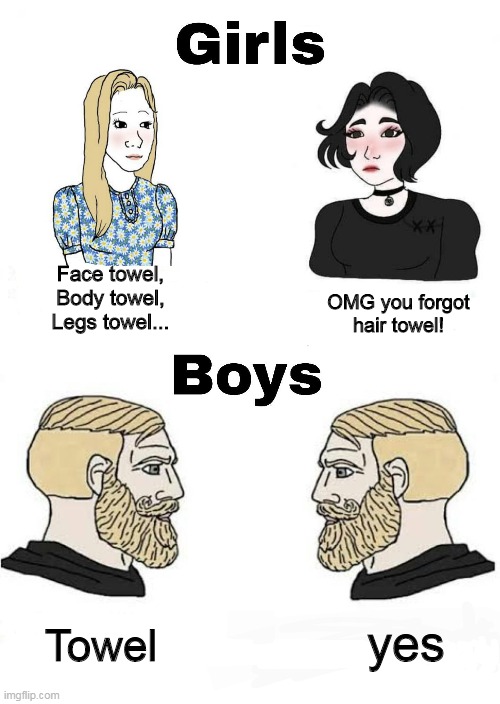 Girls
Face towel,
Body towel,
Legs towel...
OMG you forgot
hair towel!
Boys
Towel
yes
imgflip.com